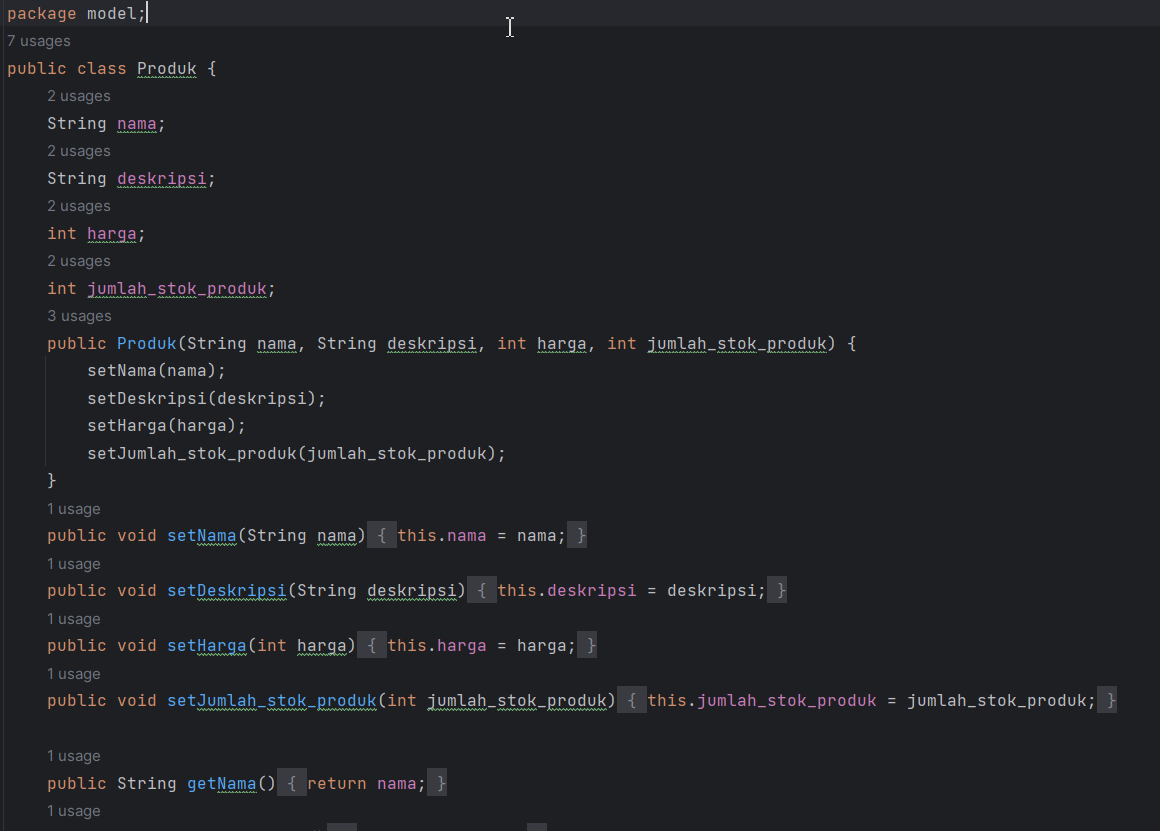 package model;
7 usages
public class Produk {
2 usages
String nama;
2 usages
String deskripsi;
2 usages
int harga;
2 usages
int jumlah_stok_produk;
3 usages
public Produk(String nama, String deskripsi, int harga, int jumlah_stok_produk) {
setNama(nama);
setDeskripsi(deskripsi);
setHarga(harga);
setJumlah_stok_produk(jumlah_stok_produk);
}
1 usage
public void setNama(String nama) { this.nama = nama; }
1 usage
public void setDeskripsi(String deskripsi) { this.deskripsi = deskripsi; }
1 usage
public void setHarga(int harga) { this.harga = harga; }
1 usage
public void setJumlah_stok_produk(int jumlah_stok_produk) { this.jumlah_stok_produk = jumlah_stok_produk; }
1 usage
public String getNama() { return nama; }
1 usage